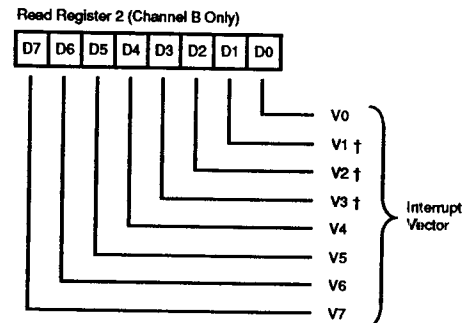 Read Register 2 (Channel B Only)
D7 D6 D5 D4 D3 D2 D1 D0
V0
V1 †
V2 †
V3 †
V4
V5
V6
V7
Interrupt
Vector